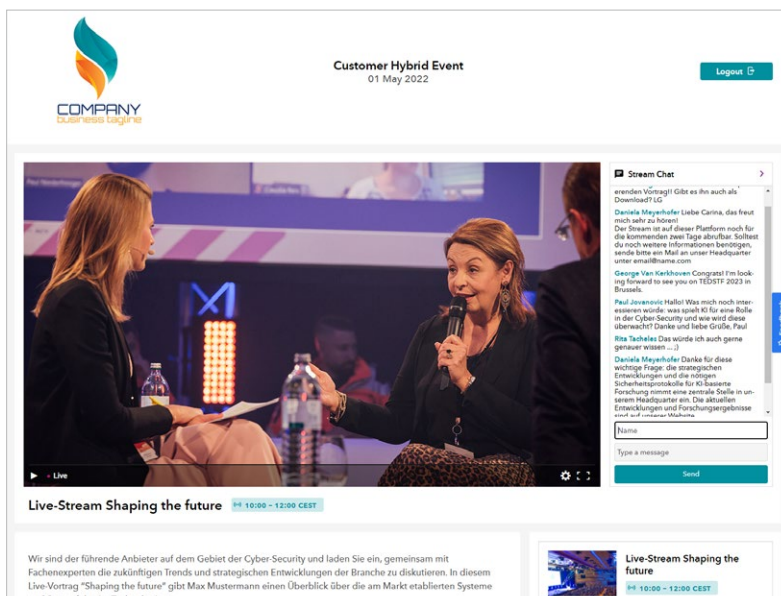 Customer Hybrid Event
01 May 2022
Logout
COMPANY
business tagline
Live
Stream Chat
erenden Vortrag!! Gibt es ihn auch als
Download? LG
Daniela Meyerhofer Liebe Carina, das freut
mich sehr zu hören!
Der Stream ist auf dieser Plattform noch für
die kommenden zwei Tage abrufbar. Solltest
du noch weitere Informationen benötigen,
sende bitte ein Mail an unser Headquarter
unter email@name.com
George Van Kerkhoven Congrats! I'm look-
ing forward to see you on TEDSTF 2023 in
Brussels.
Paul Jovanovic Hallo! Was mich noch inter-
essieren würde: was spielt KI für eine Rolle
in der Cyber-Security und wie wird diese
überwacht? Danke und liebe Grüße, Paul
Rita Tacheles Das würde ich auch gerne
genauer wissen ... ;)
Daniela Meyerhofer Danke für diese
wichtige Frage: die strategischen
Entwicklungen und die nötigen
Sicherheitsprotokolle für KI-basierte
Forschung nimmt eine zentrale Stelle in un-
serem Headquarter ein. Die aktuellen
Entwicklungen und Forschungsergebnisse
sind auf unserer Website
Name
Type a message
Send
Live-Stream Shaping the future 10:00 – 12:00 CEST
Wir sind der führende Anbieter auf dem Gebiet der Cyber-Security und laden Sie ein, gemeinsam mit
Fachenexperten die zukünftigen Trends und strategischen Entwicklungen der Branche zu diskutieren. In diesem
Live-Vortrag "Shaping the future" gibt Max Mustermann einen Überblick über die am Markt etablierten Systeme
Live-Stream Shaping the
future
10:00 – 12:00 CEST